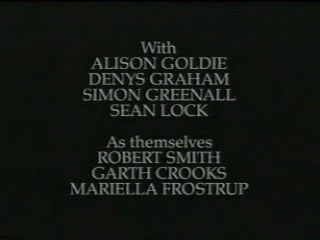 With
ALISON GOLDIE
DENYS GRAHAM
SIMON GREENALL
SEAN LOCK
As themselves
ROBERT SMITH
GARTH CROOKS
MARIELLA FROSTRUP